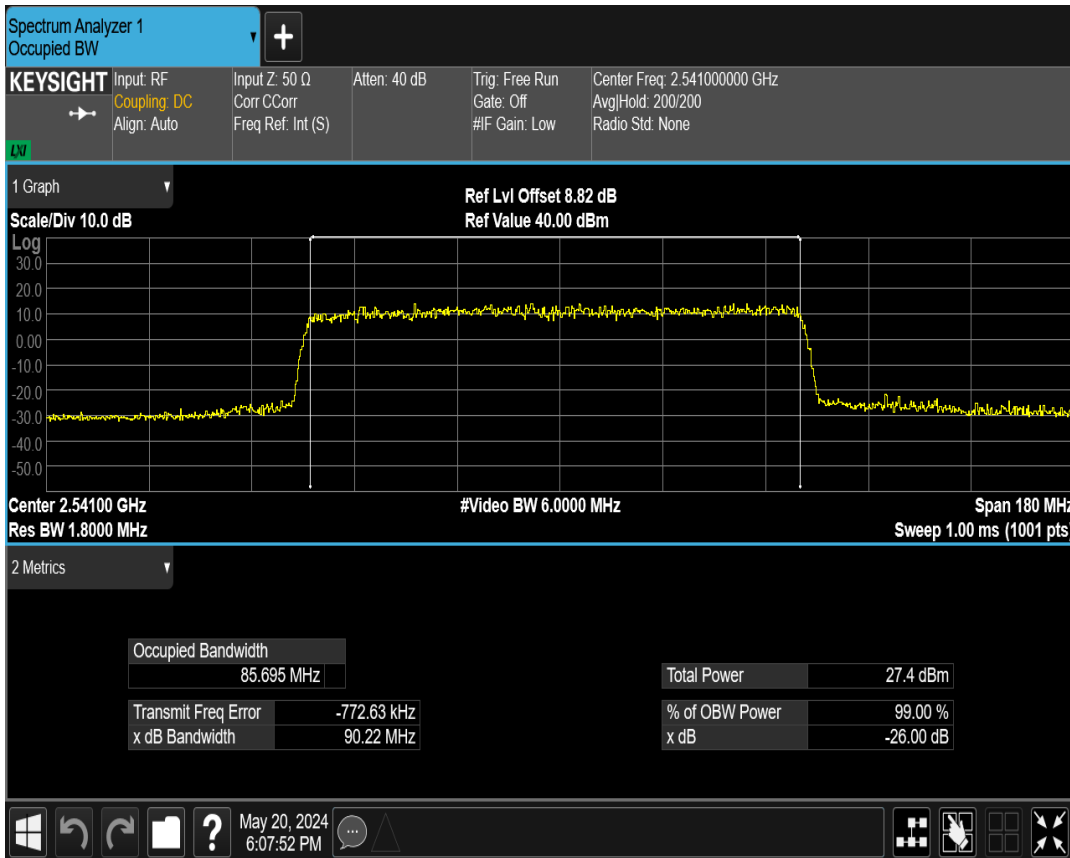 Spectrum Analyzer 1
Occupied BW
+
KEYSIGHT
LXI
Input: RF
Coupling: DC
Align: Auto
Input Z: 50 Ω
Corr CCorr
Freq Ref: Int (S)
Atten: 40 dB
Trig: Free Run
Gate: Off
#IF Gain: Low
Center Freq: 2.541000000 GHz
Avg|Hold: 200/200
Radio Std: None
1 Graph
Scale/Div 10.0 dB
Ref Lvl Offset 8.82 dB
Ref Value 40.00 dBm
Log
30.0
20.0
10.0
0.00
-10.0
-20.0
-30.0
-40.0
-50.0
Center 2.54100 GHz
#Video BW 6.0000 MHz
Span 180 MHz
Res BW 1.8000 MHz
Sweep 1.00 ms (1001 pts)
2 Metrics
Occupied Bandwidth
85.695 MHz
Total Power 27.4 dBm
Transmit Freq Error -772.63 kHz
% of OBW Power 99.00 %
x dB Bandwidth 90.22 MHz
x dB -26.00 dB
?
May 20, 2024
6:07:52 PM